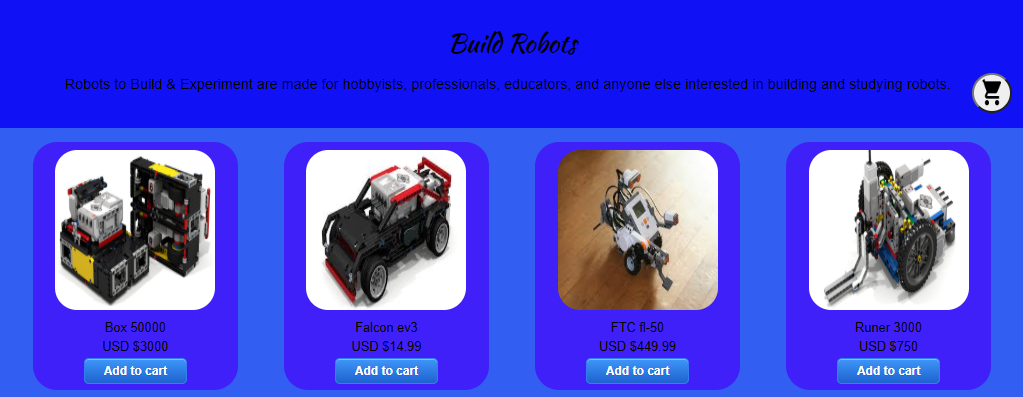 Build Robots
Robots to Build & Experiment are made for hobbyists, professionals, educators, and anyone else interested in building and studying robots.
Box 50000
USD $3000
Add to cart
Falcon ev3
USD $14.99
Add to cart
FTC fl-50
USD $449.99
Add to cart
Runer 3000
USD $750
Add to cart